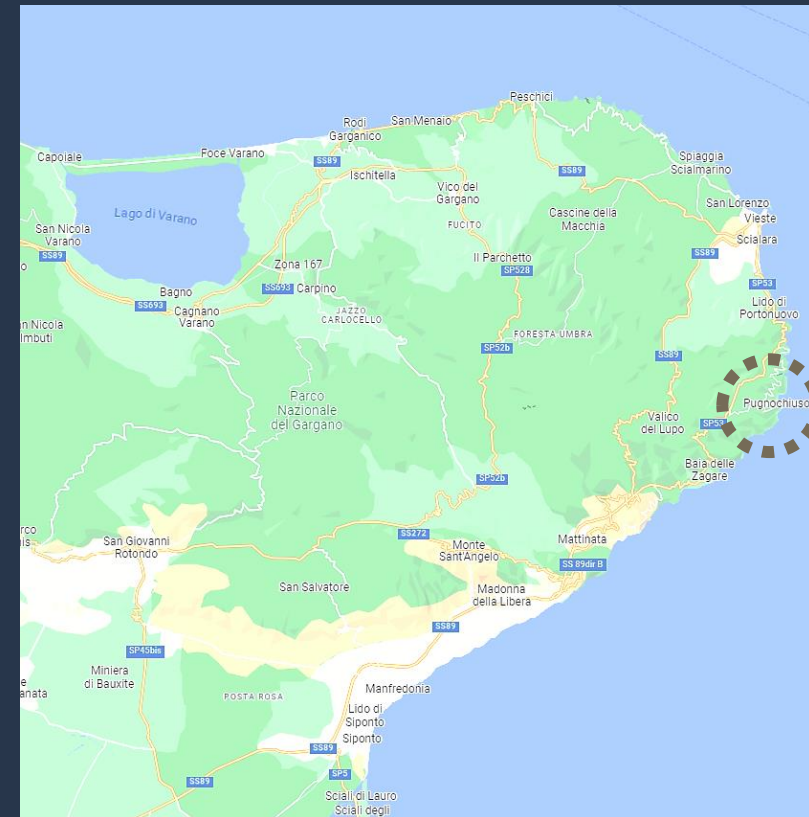 Peschici
Rodi
Garganico
San Menaio
Capoiale
Foce Varano
SS89
Spiaggia
Scialmarino
Ischitella
SS89
Vico del
Gargano
Lago di Varano
San Lorenzo
Vieste
Cascine della
Macchia
FUCITO
San Nicola
Varano
SS89
Scialara
SS89
Il Parchetto
SP528
Zona 167
SS693
Carpino
SP53
Bagno
SS693
Cagnano
Varano
Lido di
Portonuovo
JAZZO
CARLOCELLO
Imbuti
FORESTA UMBRA
SP52b
SS89
Parco
Nazionale
del Gargano
Pugnochiuso
Valico
del Lupo
SP53
Baia delle
Zagare
SP52b
San Giovanni
Rotondo
SS272
Monte
Sant'Angelo
Mattinata
SS 89dir B
San Salvatore
Madonna
della Libera
SS89
SP45bis
Miniera
di Bauxite
POSTA ROSA
Manfredonia
Lido di
Siponto
Siponto
SS89
SP5
SS89
Sciali di Lauro
Sciali degli